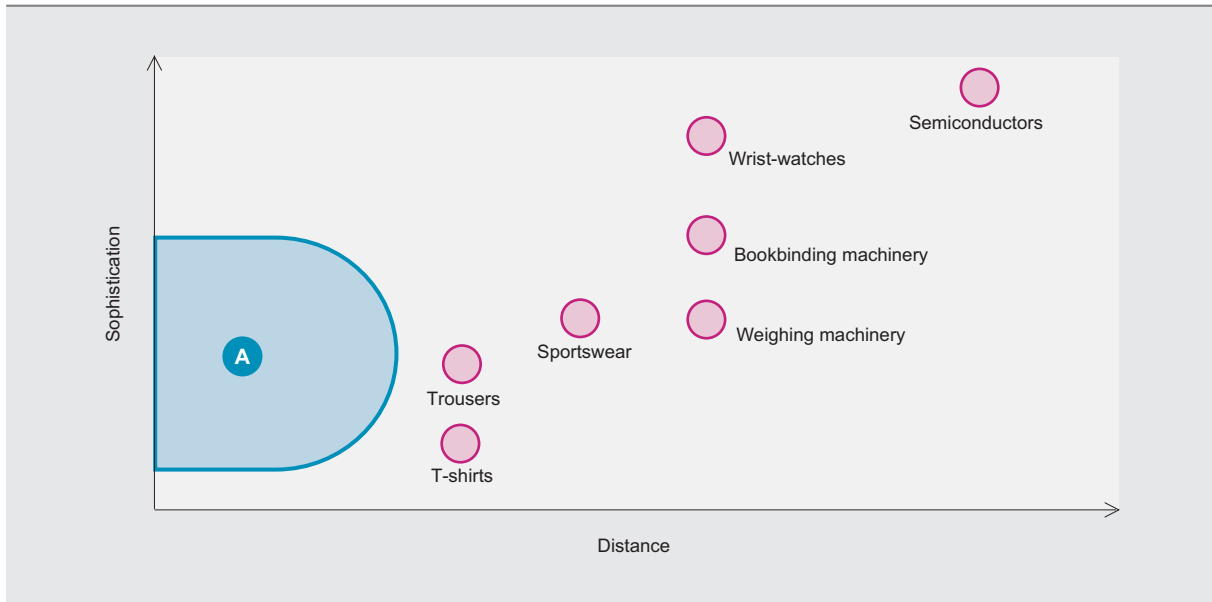 Semiconductors
Wrist-watches
Bookbinding machinery
Sophistication
Weighing machinery
Sportswear
A
Trousers
T-shirts
Distance